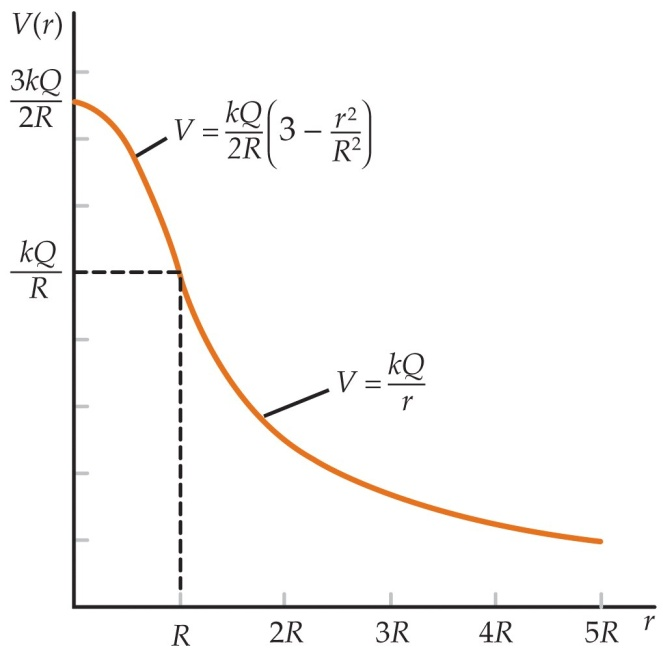 V(r)
3kQ/2R
V = kQ/2R (3 − r²/R²)
kQ/R
V = kQ/r
R 2R 3R 4R 5R r